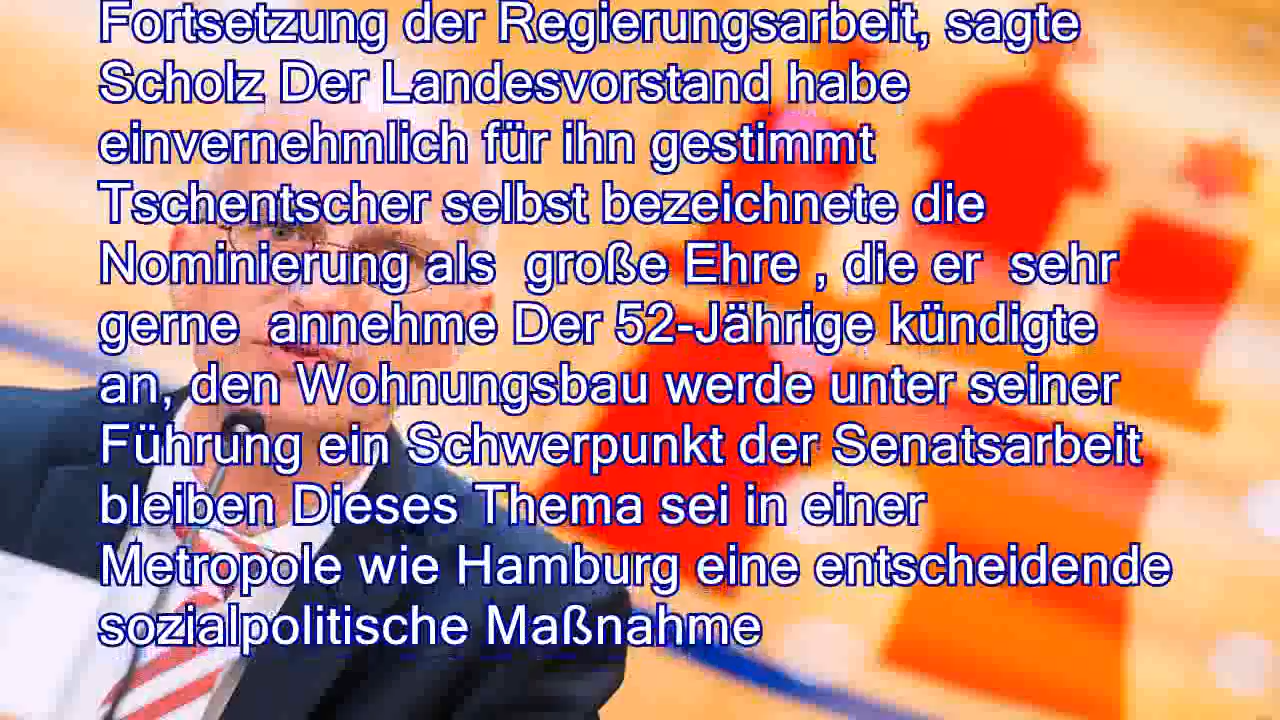 Fortsetzung der Regierungsarbeit, sagte
Scholz Der Landesvorstand habe
einvernehmlich für ihn gestimmt
Tschentscher selbst bezeichnete die
Nominierung als  große Ehre , die er  sehr
gerne  annehme Der 52-Jährige kündigte
an, den Wohnungsbau werde unter seiner
Führung ein Schwerpunkt der Senatsarbeit
bleiben Dieses Thema sei in einer
Metropole wie Hamburg eine entscheidende
sozialpolitische Maßnahme